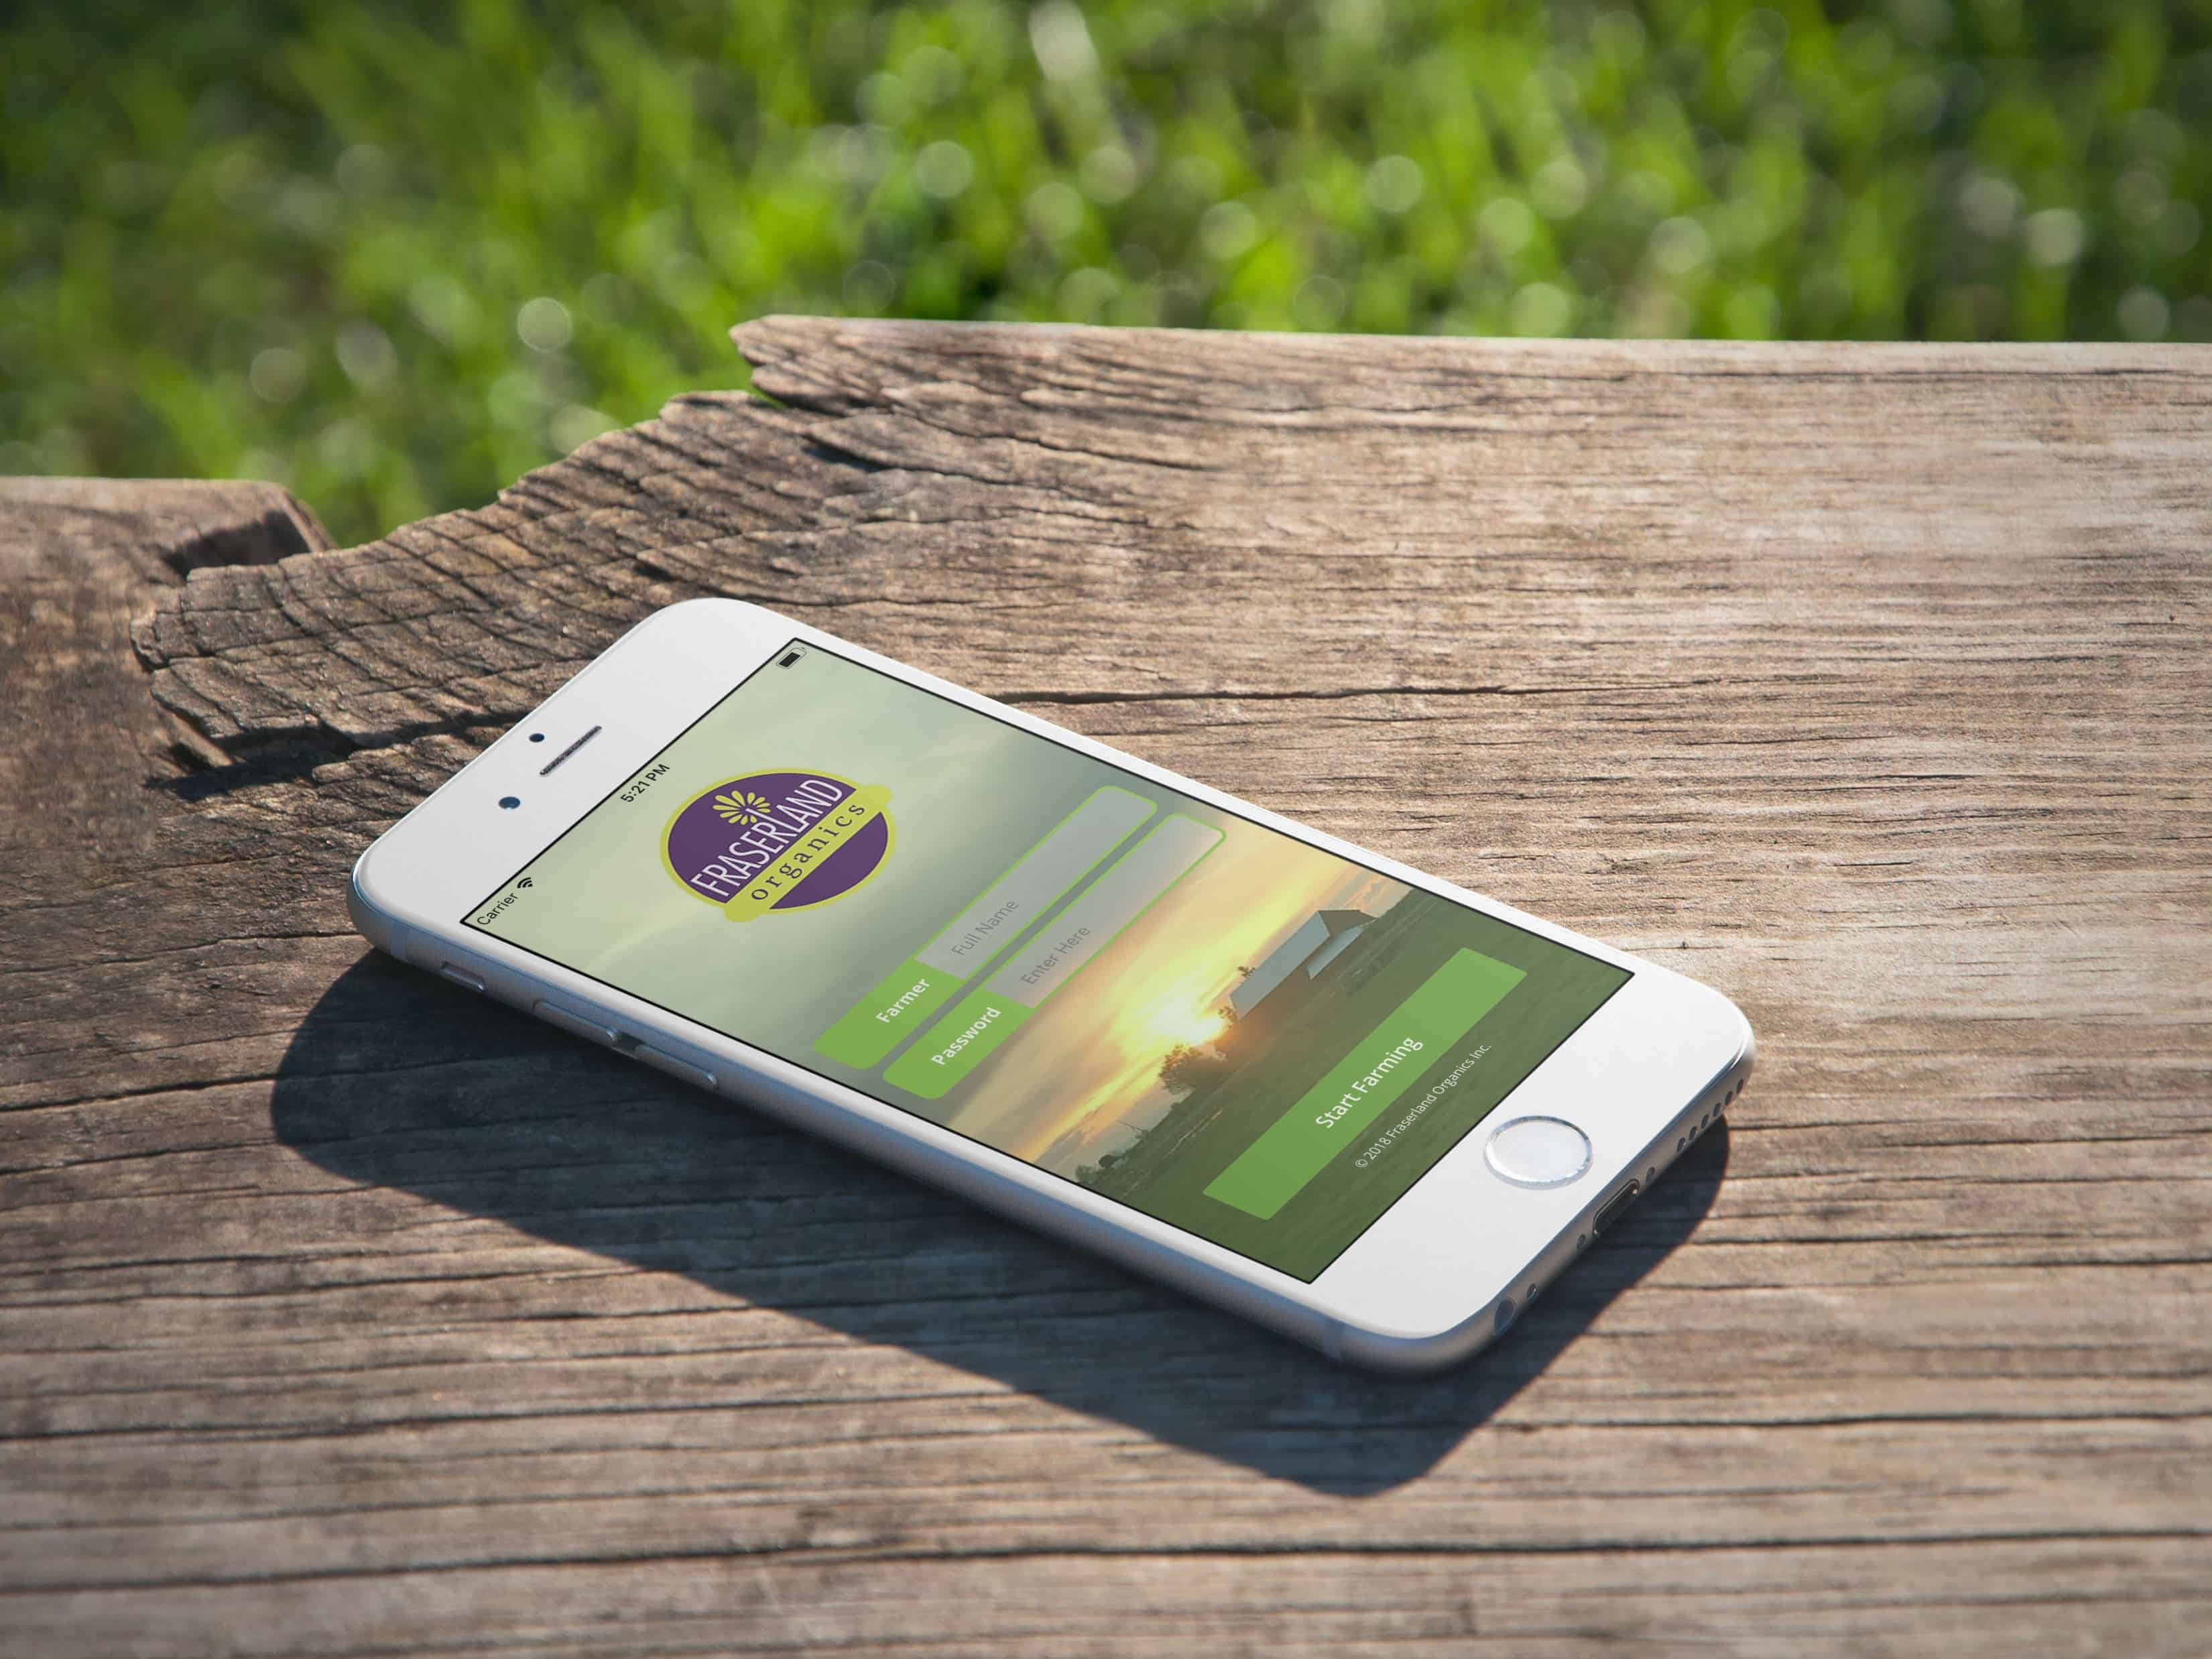 Carrier 5:21 PM
FRASERLAND
organics
Farmer Full Name
Password Enter Here
Start Farming
© 2018 Fraserland Organics Inc.